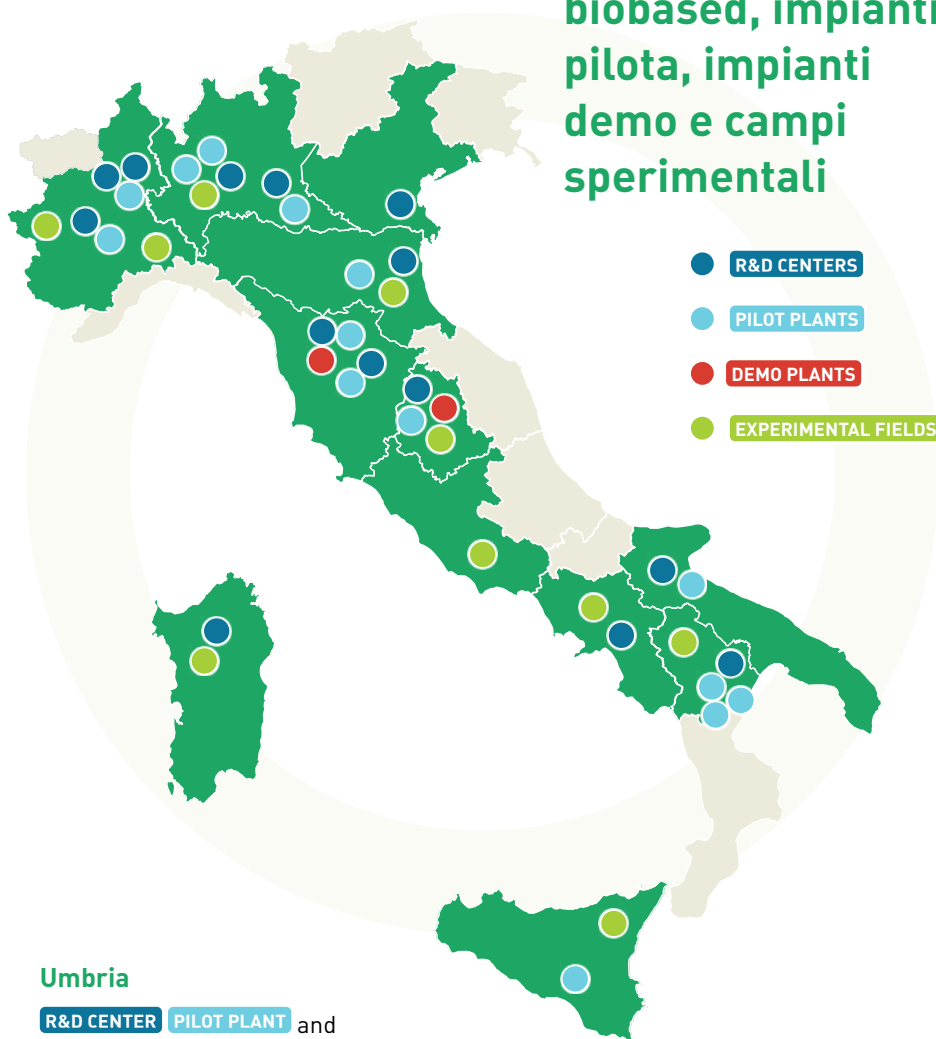 biobased, impianti
pilota, impianti
demo e campi
sperimentali
R&D CENTERS
PILOT PLANTS
DEMO PLANTS
EXPERIMENTAL FIELDS
Umbria
R&D CENTER PILOT PLANT and